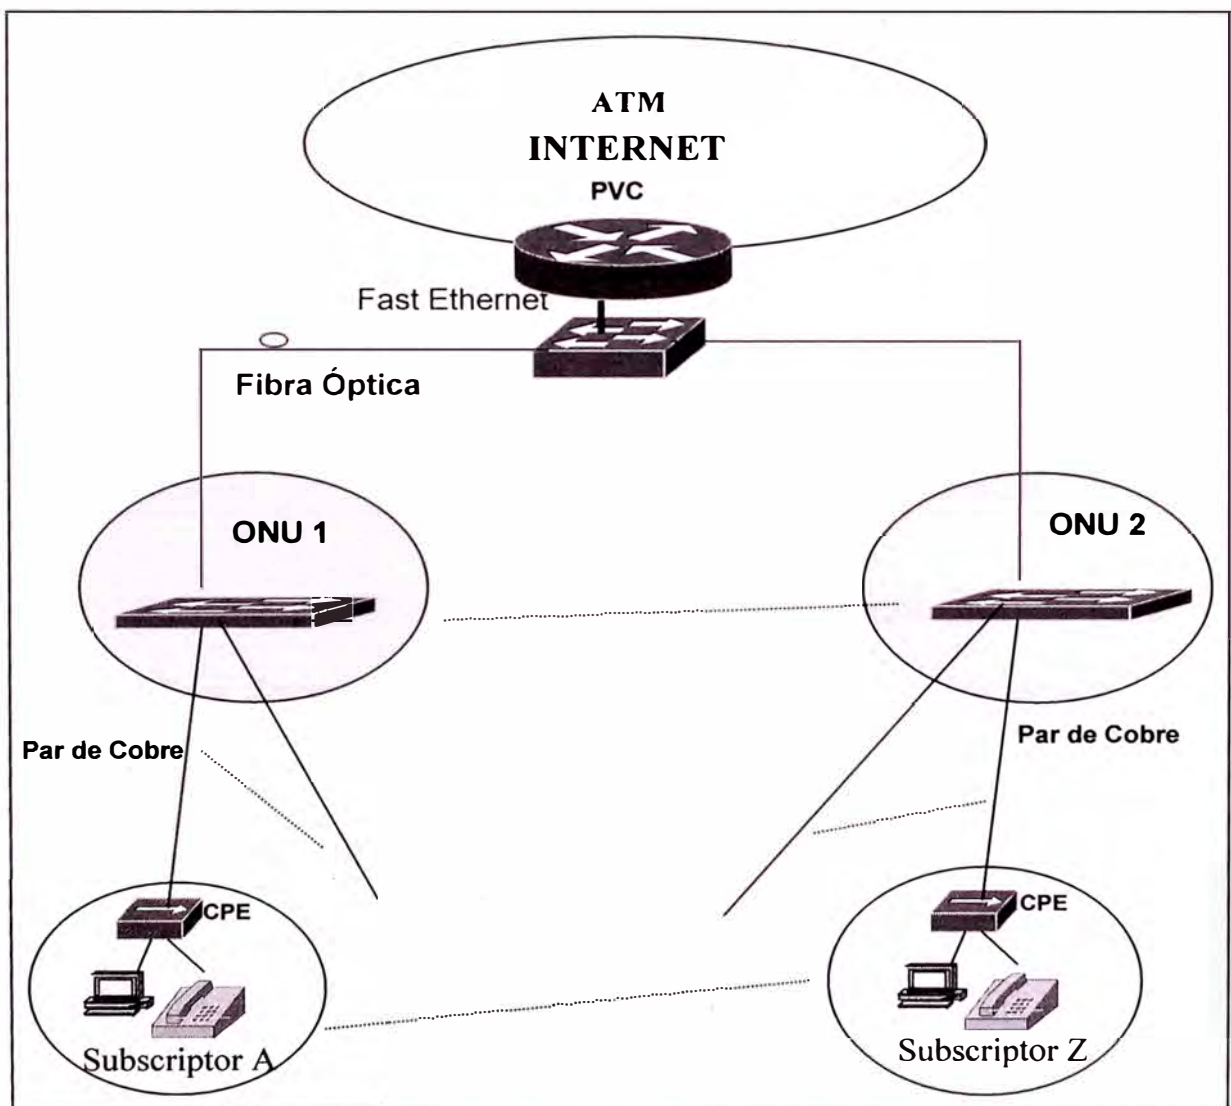 ATM
INTERNET
PVC
Fast Ethernet
Fibra Óptica
ONU 1
ONU 2
Par de Cobre
Par de Cobre
CPE
CPE
Subscriptor A
Subscriptor Z